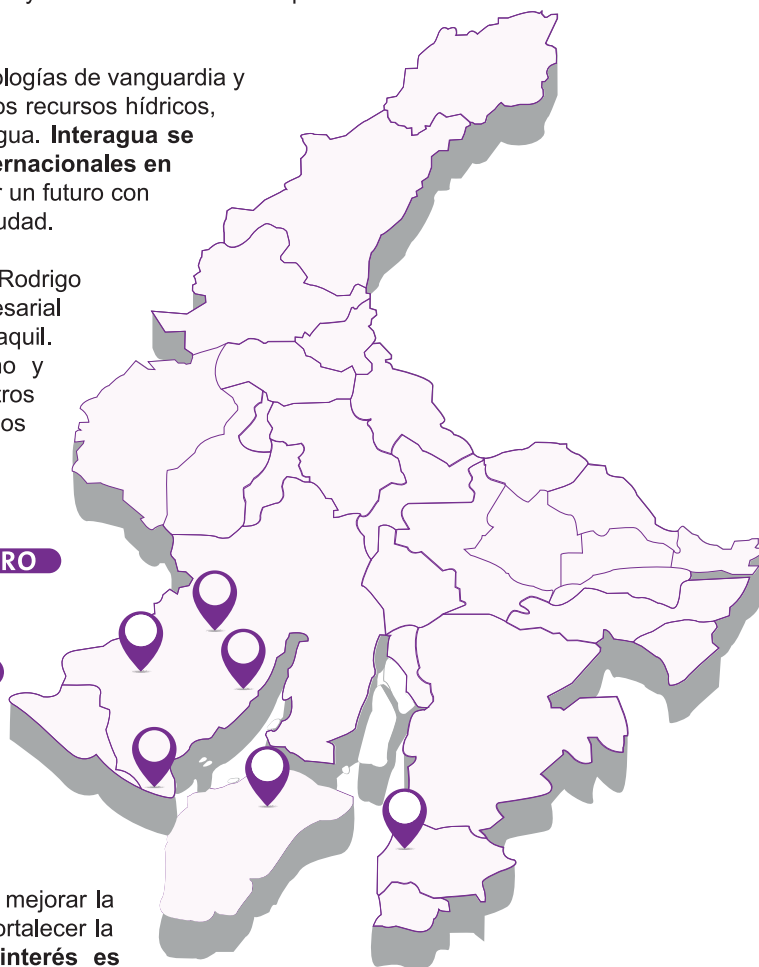 ologías de vanguardia y
os recursos hídricos,
gua. Interagua se
ernacionales en
r un futuro con
udad.
Rodrigo
esarial
aquil.
no y
tros
os
RO
mejorar la
ortalecer la
interés es